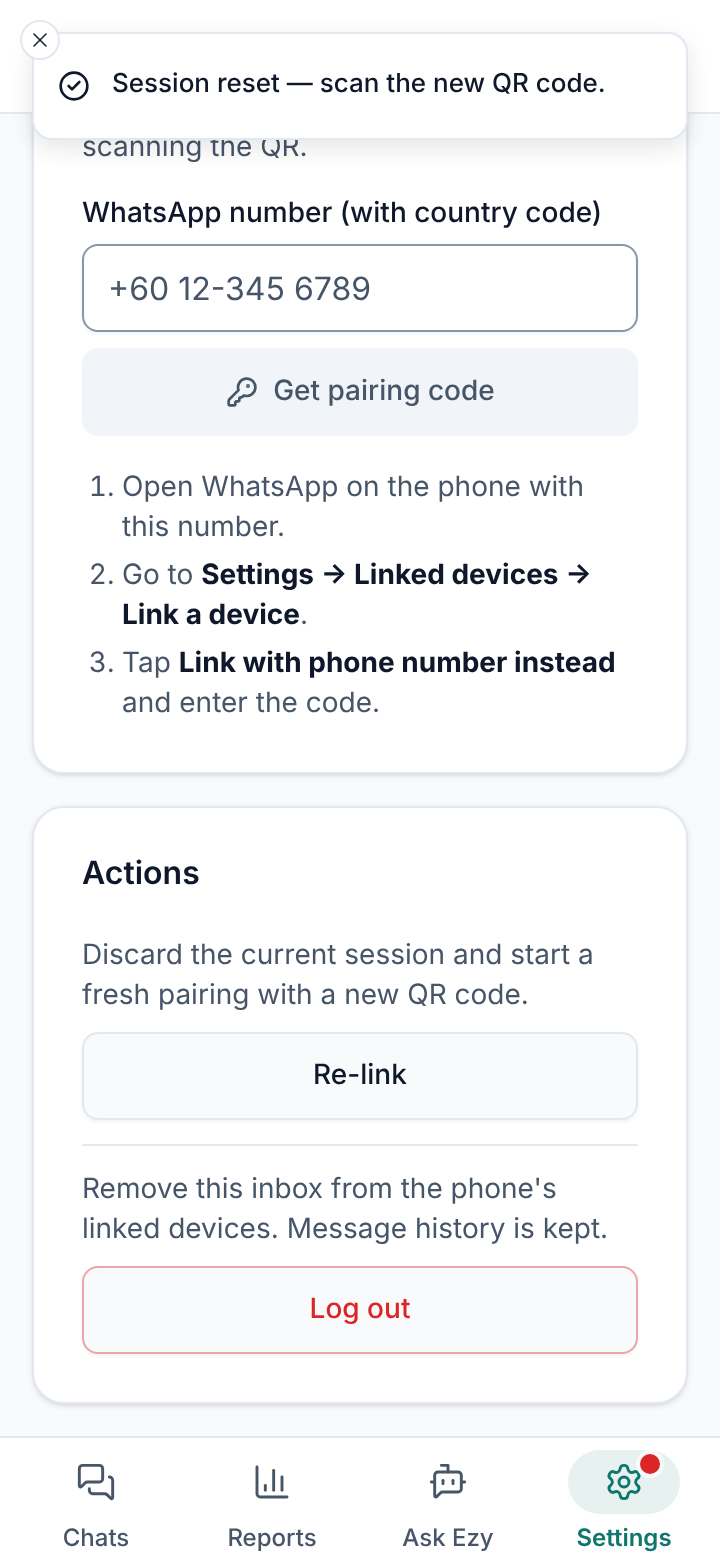 Session reset — scan the new QR code.
scanning the QR.
WhatsApp number (with country code)
+60 12-345 6789
Get pairing code
1. Open WhatsApp on the phone with
this number.
2. Go to Settings → Linked devices →
Link a device.
3. Tap Link with phone number instead
and enter the code.
Actions
Discard the current session and start a
fresh pairing with a new QR code.
Re-link
Remove this inbox from the phone's
linked devices. Message history is kept.
Log out
Chats
Reports
Ask Ezy
Settings